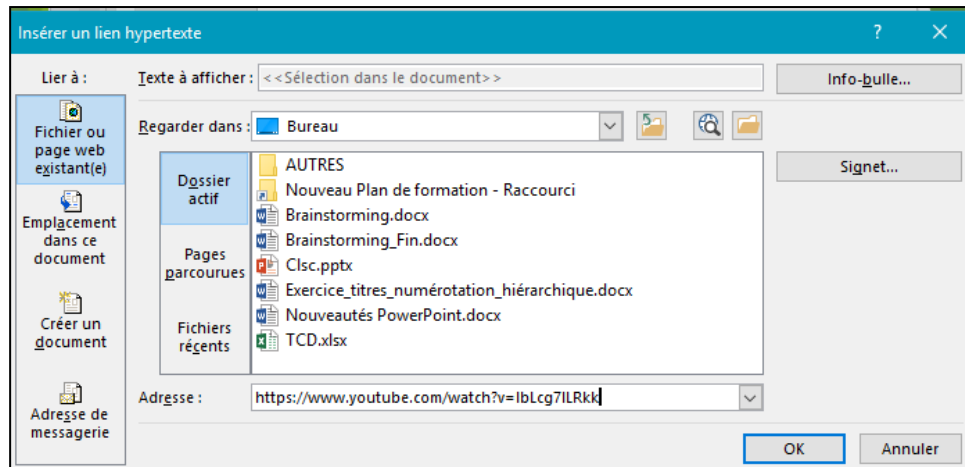 Insérer un lien hypertexte
?
Lier à :
Texte à afficher :
<<Sélection dans le document>>
Info-bulle...
Fichier ou
page web
existant(e)
Regarder dans :
Bureau
Dossier
actif
AUTRES
Nouveau Plan de formation - Raccourci
Brainstorming.docx
Brainstorming_Fin.docx
Clsc.pptx
Exercice_titres_numérotation_hiérarchique.docx
Nouveautés PowerPoint.docx
TCD.xlsx
Signet...
Emplacement
dans ce
document
Pages
parcourues
Créer un
document
Fichiers
récents
Adresse de
messagerie
Adresse :
https://www.youtube.com/watch?v=IbLcg7ILRkk
OK
Annuler